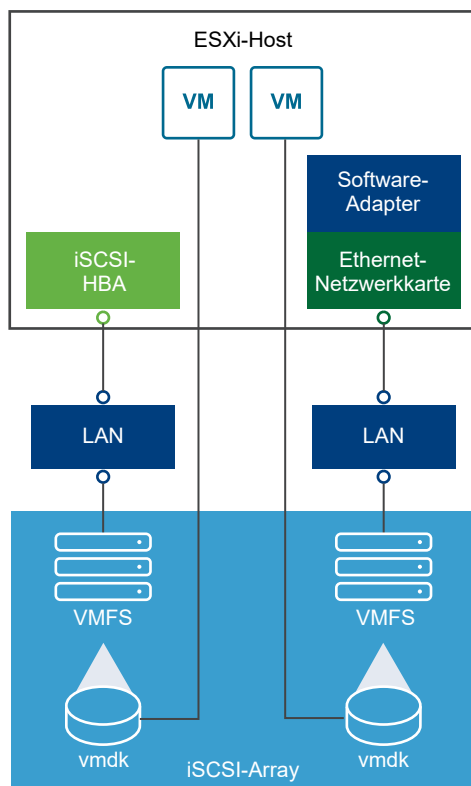 ESXi-Host
VM
VM
Software-
Adapter
iSCSI-
HBA
Ethernet-
Netzwerkkarte
LAN
LAN
VMFS
VMFS
vmdk
vmdk
iSCSI-Array